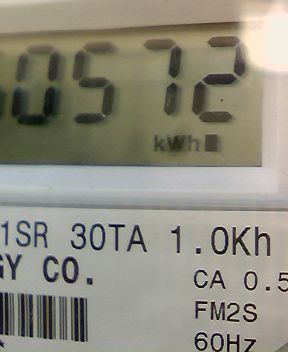 0572
kWh
1SR 30TA 1.0Kh
GY CO.
CA 0.5
FM2S
60Hz